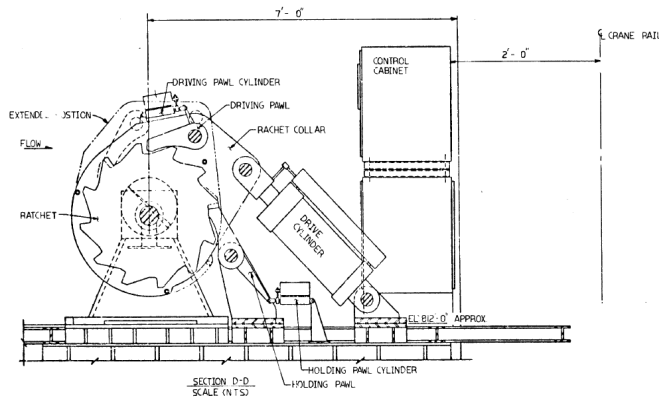 7'-0"
℄ CRANE RAIL
2'-0"
CONTROL
CABINET
DRIVING PAWL CYLINDER
DRIVING PAWL
EXTENDED
FLOW
RACHET COLLAR
RATCHET
DRIVE
CYLINDER
EL 812'-0" APPROX
HOLDING PAWL CYLINDER
HOLDING PAWL
SECTION D-D
SCALE (NTS)